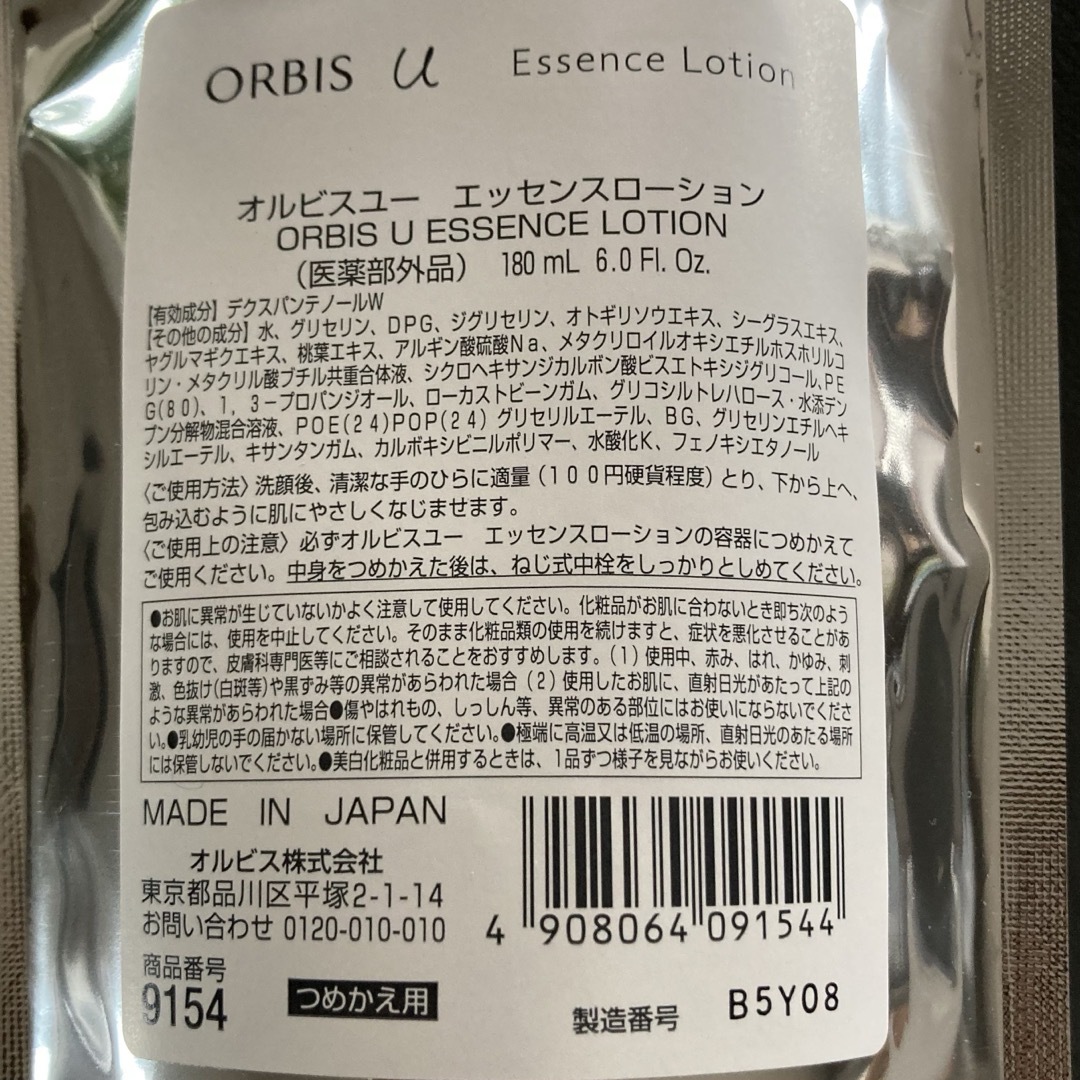 ORBIS U Essence Lotion
オルビスユー エッセンスローション
ORBIS U ESSENCE LOTION
(医薬部外品) 180 mL 6.0 Fl. Oz.
【有効成分】デクスパンテノールW
【その他の成分】水、グリセリン、DPG、ジグリセリン、オトギリソウエキス、シーグラスエキス、
ヤグルマギクエキス、桃葉エキス、アルギン酸硫酸Na、メタクリロイルオキシエチルホスホリルコ
リン・メタクリル酸ブチル共重合体液、シクロヘキサンジカルボン酸ビスエトキシジグリコール、PE
G(80)、1,3-プロパンジオール、ローカストビーンガム、グリコシルトレハロース・水添デン
プン分解物混合溶液、POE(24)POP(24)グリセリルエーテル、BG、グリセリンエチルヘキ
シルエーテル、キサンタンガム、カルボキシビニルポリマー、水酸化K、フェノキシエタノール
〈ご使用方法〉洗顔後、清潔な手のひらに適量(100円硬貨程度)とり、下から上へ、
包み込むように肌にやさしくなじませます。
〈ご使用上の注意〉必ずオルビスユー エッセンスローションの容器につめかえて
ご使用ください。中身をつめかえた後は、ねじ式中栓をしっかりとしめてください。
●お肌に異常が生じていないかよく注意して使用してください。化粧品がお肌に合わないとき即ち次のよう
な場合には、使用を中止してください。そのまま化粧品類の使用を続けますと、症状を悪化させることがあ
りますので、皮膚科専門医等にご相談されることをおすすめします。(1)使用中、赤み、はれ、かゆみ、刺
激、色抜け(白斑等)や黒ずみ等の異常があらわれた場合(2)使用したお肌に、直射日光があたって上記の
ような異常があらわれた場合●傷やはれもの、しっしん等、異常のある部位にはお使いにならないでくださ
い。●乳幼児の手の届かない場所に保管してください。●極端に高温又は低温の場所、直射日光のあたる場所
には保管しないでください。●美白化粧品と併用するときは、1品ずつ様子を見ながらお使いください。
MADE IN JAPAN
オルビス株式会社
東京都品川区平塚2-1-14
お問い合わせ 0120-010-010
4 908064 091544
商品番号
9154
つめかえ用
製造番号 B5Y08